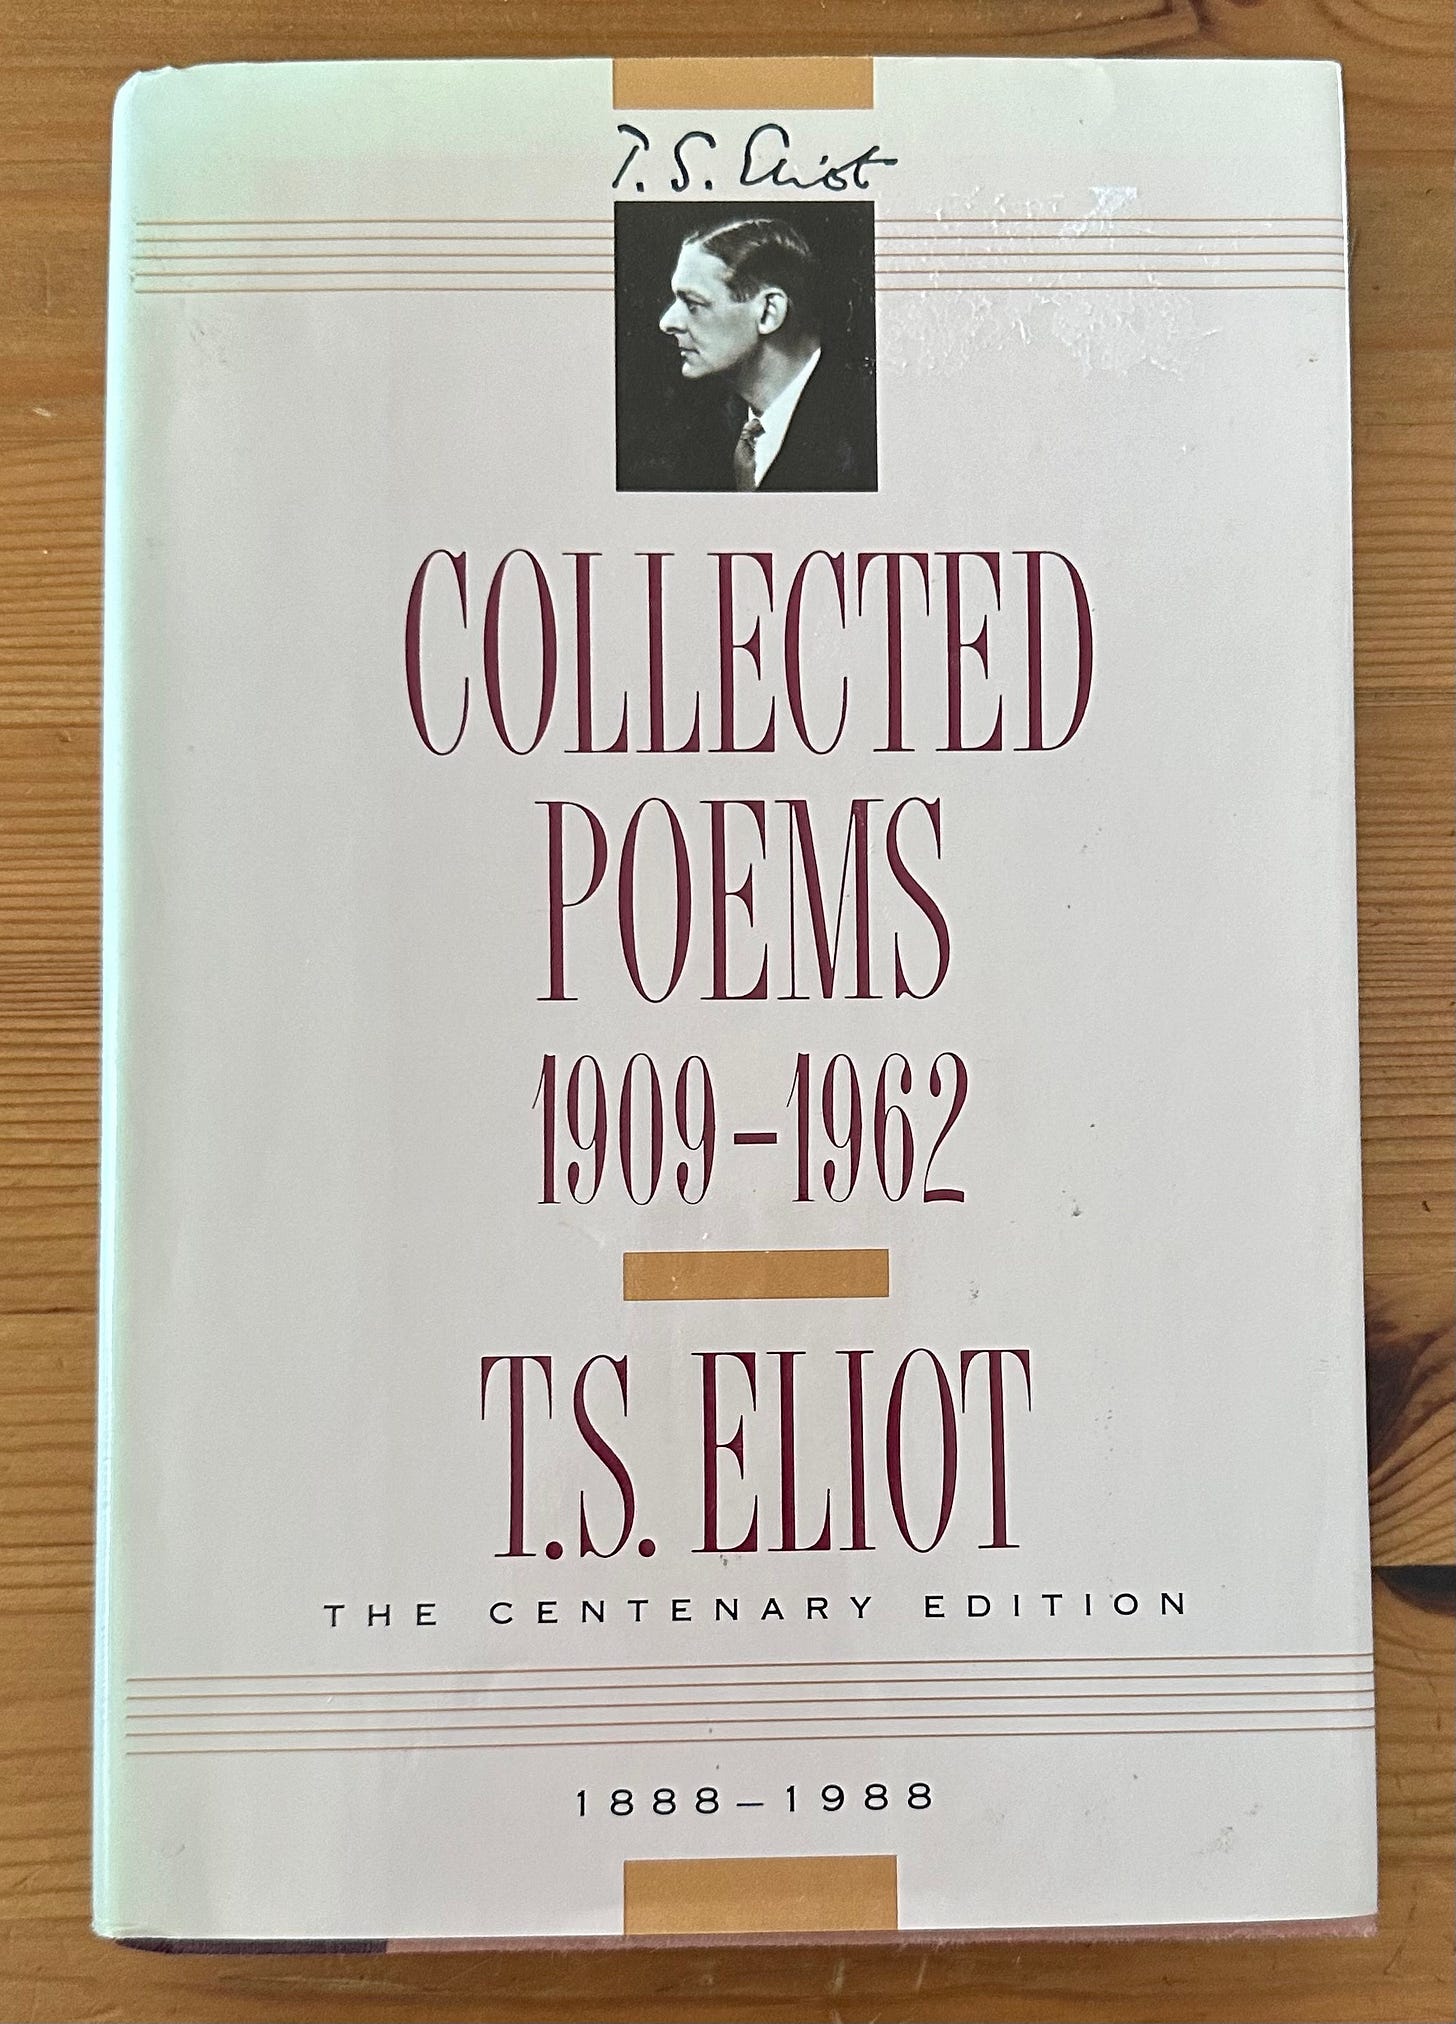 T. S. Eliot
COLLECTED
POEMS
1909–1962
T.S. ELIOT
THE CENTENARY EDITION
1888–1988